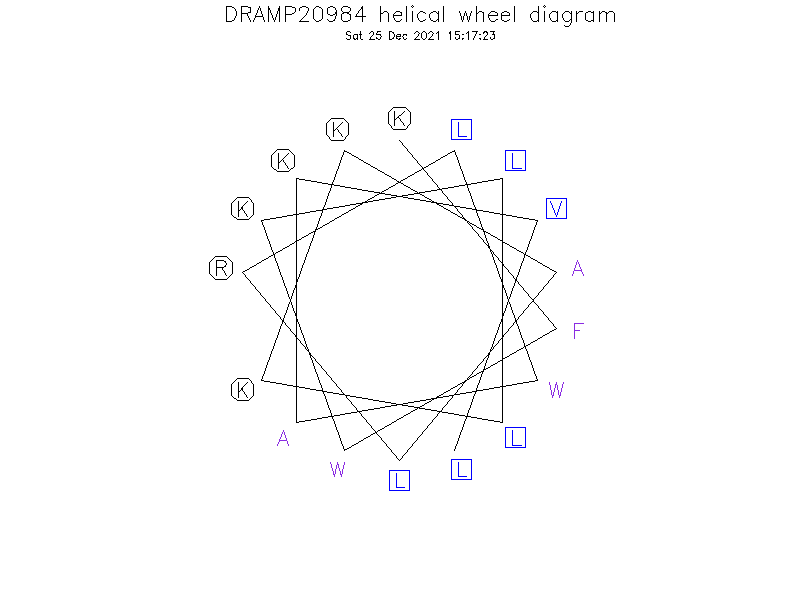 DRAMP20984 helical wheel diagram
Sat 25 Dec 2021 15:17:23
K
K L
K L
K V
R A
F
K W
A L
W L
L